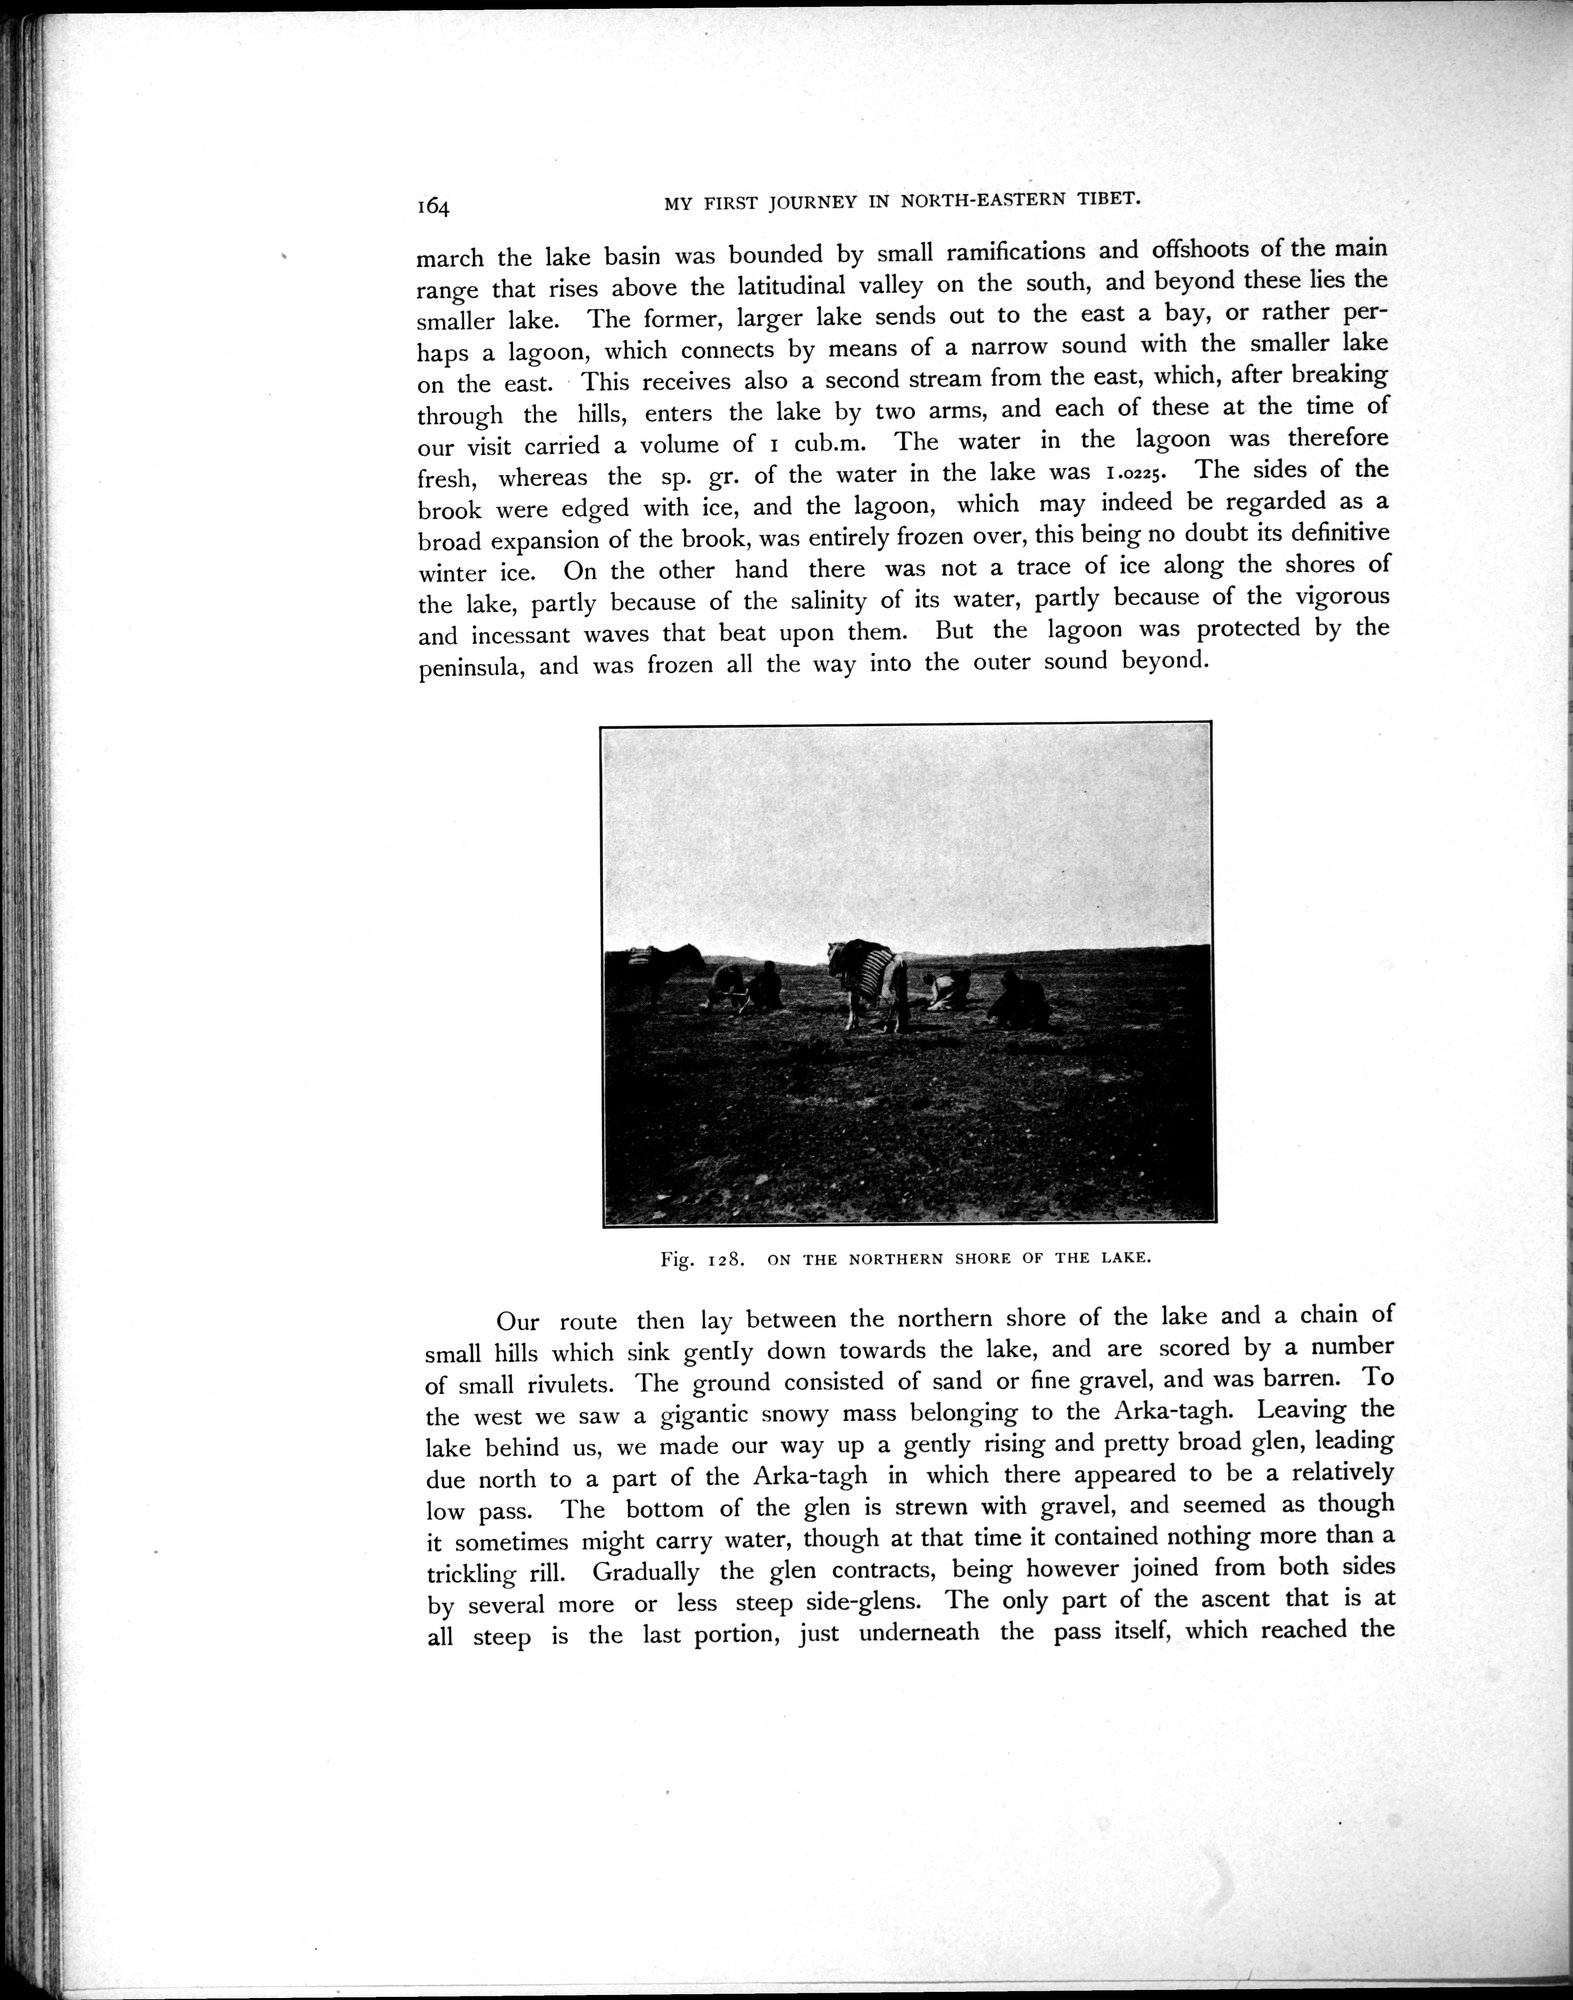 164
MY FIRST JOURNEY IN NORTH-EASTERN TIBET.
march the lake basin was bounded by small ramifications and offshoots of the main
range that rises above the latitudinal valley on the south, and beyond these lies the
smaller lake. The former, larger lake sends out to the east a bay, or rather per-
haps a lagoon, which connects by means of a narrow sound with the smaller lake
on the east. This receives also a second stream from the east, which, after breaking
through the hills, enters the lake by two arms, and each of these at the time of
our visit carried a volume of 1 cub.m. The water in the lagoon was therefore
fresh, whereas the sp. gr. of the water in the lake was 1.0225. The sides of the
brook were edged with ice, and the lagoon, which may indeed be regarded as a
broad expansion of the brook, was entirely frozen over, this being no doubt its definitive
winter ice. On the other hand there was not a trace of ice along the shores of
the lake, partly because of the salinity of its water, partly because of the vigorous
and incessant waves that beat upon them. But the lagoon was protected by the
peninsula, and was frozen all the way into the outer sound beyond.
Fig. 128. ON THE NORTHERN SHORE OF THE LAKE.
Our route then lay between the northern shore of the lake and a chain of
small hills which sink gently down towards the lake, and are scored by a number
of small rivulets. The ground consisted of sand or fine gravel, and was barren. To
the west we saw a gigantic snowy mass belonging to the Arka-tagh. Leaving the
lake behind us, we made our way up a gently rising and pretty broad glen, leading
due north to a part of the Arka-tagh in which there appeared to be a relatively
low pass. The bottom of the glen is strewn with gravel, and seemed as though
it sometimes might carry water, though at that time it contained nothing more than a
trickling rill. Gradually the glen contracts, being however joined from both sides
by several more or less steep side-glens. The only part of the ascent that is at
all steep is the last portion, just underneath the pass itself, which reached the